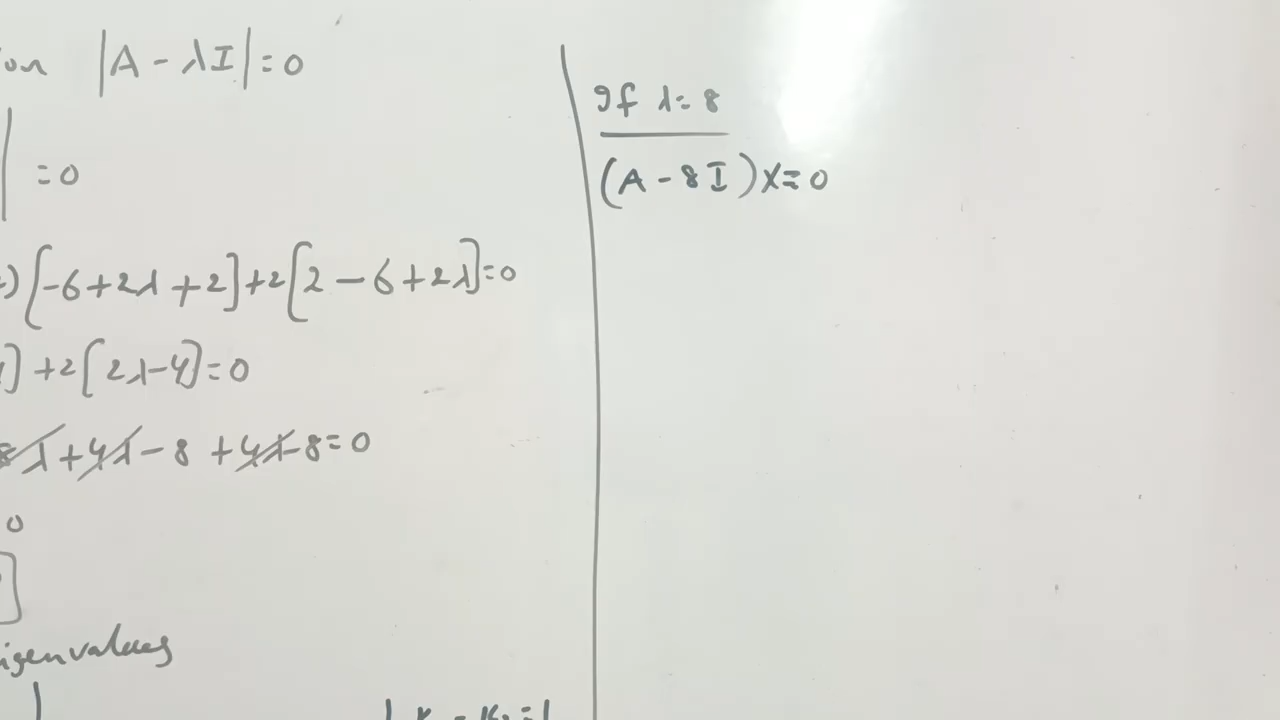 on |A - λI| = 0
| = 0
) [-6 + 2λ + 2] + 2 [2 - 6 + 2λ] = 0
] + 2 [2λ - 4] = 0
8λ + 4λ - 8 + 4λ - 8 = 0
0
]
igenvalues
If λ = 8
(A - 8I) X = 0